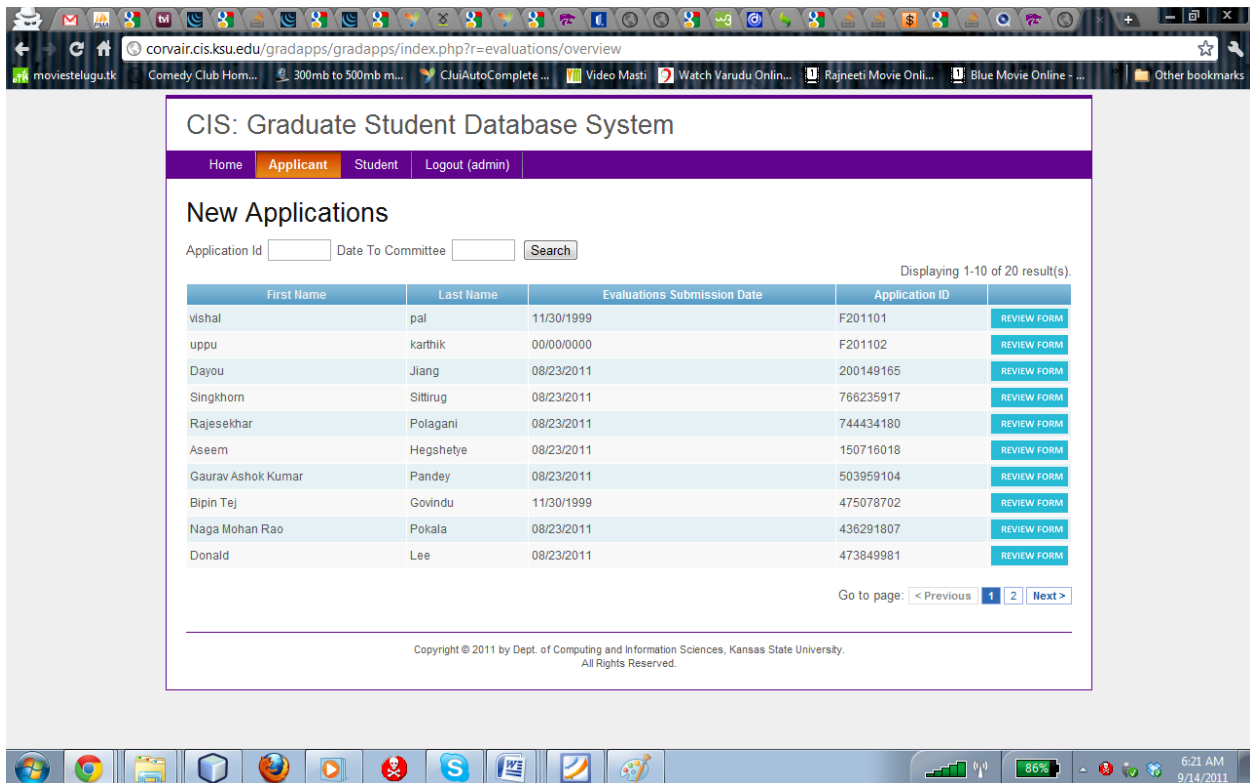 corvair.cis.ksu.edu/gradapps/gradapps/index.php?r=evaluations/overview
moviestelugu.tk Comedy Club Hom... 300mb to 500mb m... CJuiAutoComplete ... Video Masti Watch Varudu Onlin... Rajneeti Movie Onli... Blue Movie Online - ... Other bookmarks
CIS: Graduate Student Database System
Home Applicant Student Logout (admin)
New Applications
Application Id Date To Committee Search
Displaying 1-10 of 20 result(s).
First Name Last Name Evaluations Submission Date Application ID
vishal pal 11/30/1999 F201101 REVIEW FORM
uppu karthik 00/00/0000 F201102 REVIEW FORM
Dayou Jiang 08/23/2011 200149165 REVIEW FORM
Singkhorn Sittirug 08/23/2011 766235917 REVIEW FORM
Rajesekhar Polagani 08/23/2011 744434180 REVIEW FORM
Aseem Hegshetye 08/23/2011 150716018 REVIEW FORM
Gaurav Ashok Kumar Pandey 08/23/2011 503959104 REVIEW FORM
Bipin Tej Govindu 11/30/1999 475078702 REVIEW FORM
Naga Mohan Rao Pokala 08/23/2011 436291807 REVIEW FORM
Donald Lee 08/23/2011 473849981 REVIEW FORM
Go to page: < Previous 1 2 Next >
Copyright © 2011 by Dept. of Computing and Information Sciences, Kansas State University.
All Rights Reserved.
86% 6:21 AM
9/14/2011